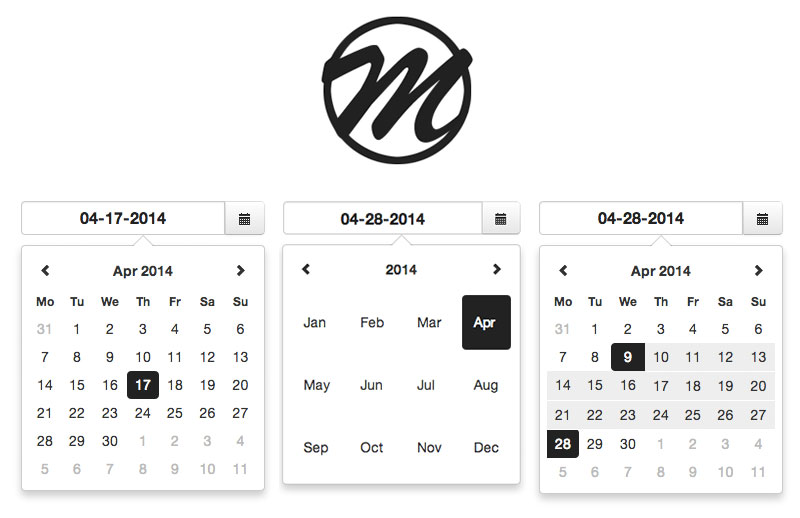 M
04-17-2014
Apr 2014
Mo Tu We Th Fr Sa Su
31 1 2 3 4 5 6
7 8 9 10 11 12 13
14 15 16 17 18 19 20
21 22 23 24 25 26 27
28 29 30 1 2 3 4
5 6 7 8 9 10 11
04-28-2014
2014
Jan Feb Mar Apr
May Jun Jul Aug
Sep Oct Nov Dec
04-28-2014
Apr 2014
Mo Tu We Th Fr Sa Su
31 1 2 3 4 5 6
7 8 9 10 11 12 13
14 15 16 17 18 19 20
21 22 23 24 25 26 27
28 29 30 1 2 3 4
5 6 7 8 9 10 11